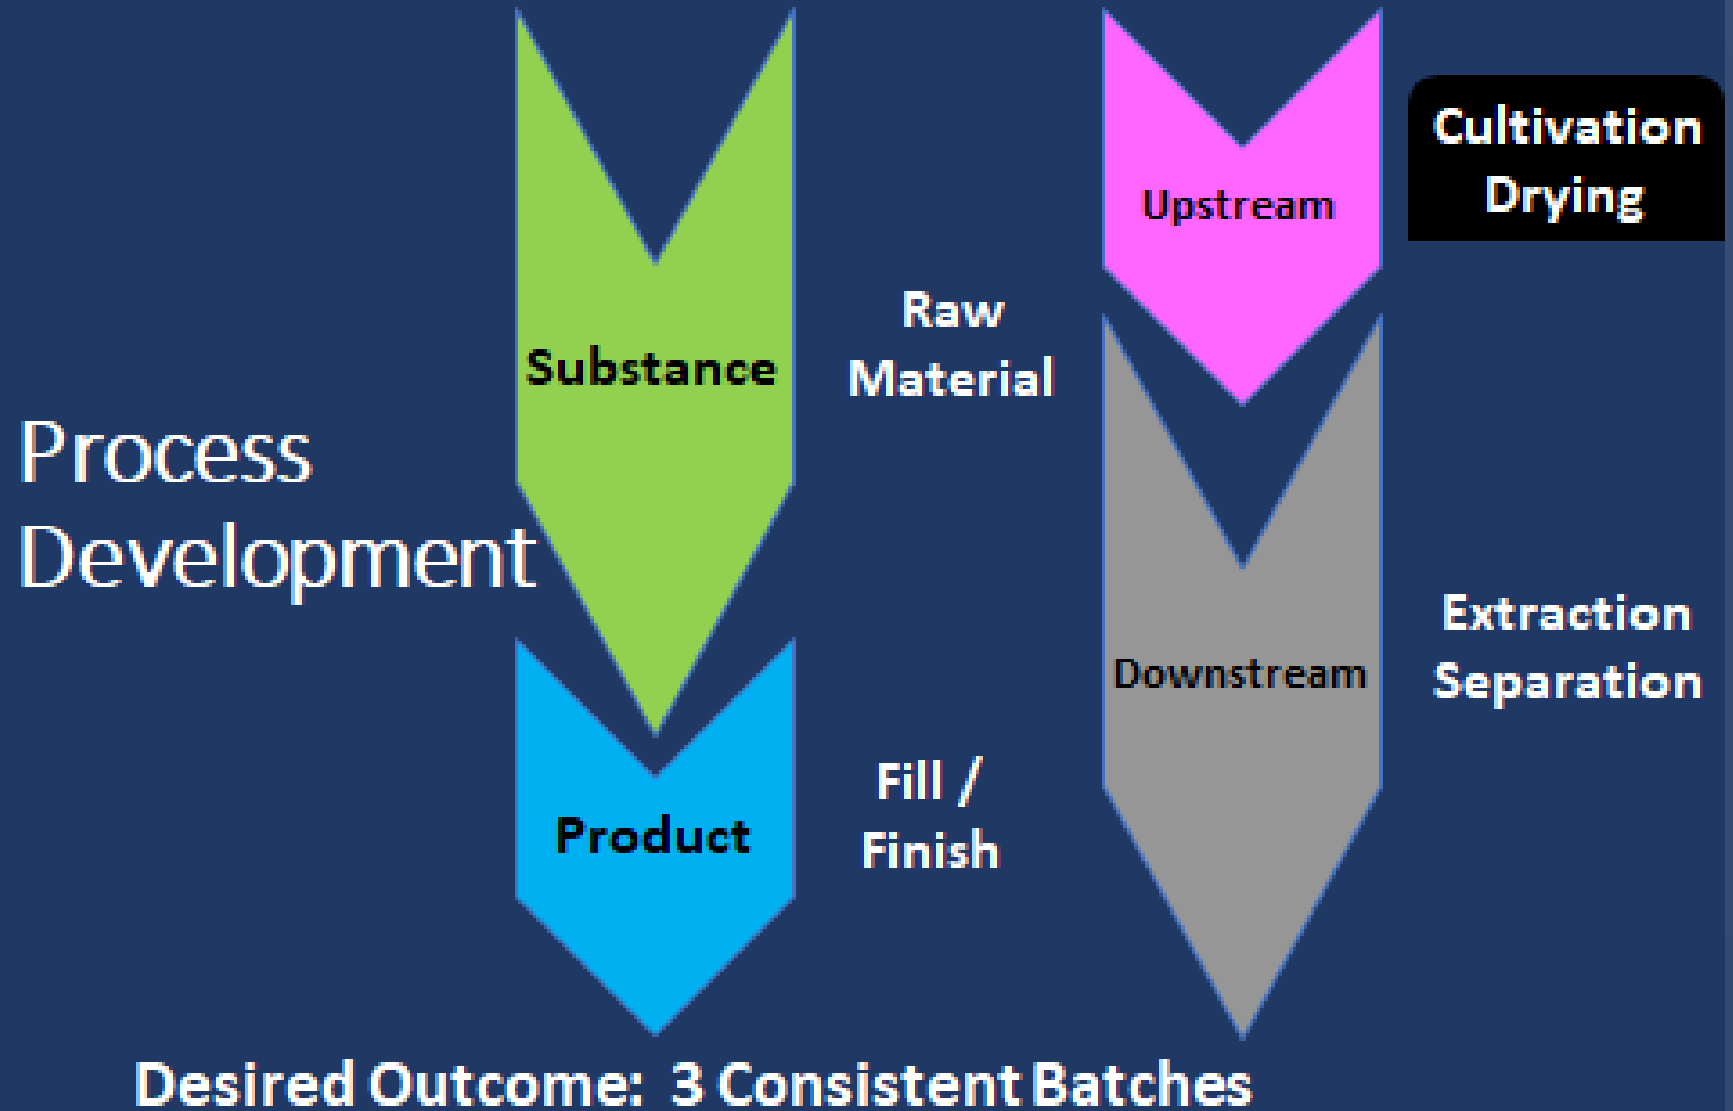 Process
Development
Substance
Product
Raw
Material
Fill /
Finish
Upstream
Downstream
Cultivation
Drying
Extraction
Separation
Desired Outcome:  3 Consistent Batches